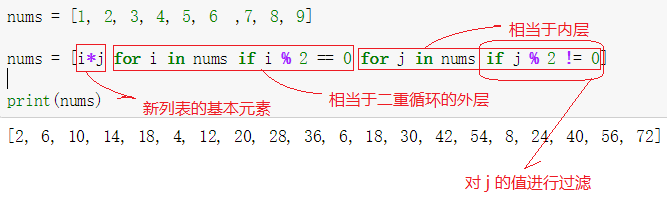 nums = [1, 2, 3, 4, 5, 6  ,7, 8, 9]
相当于内层
nums = [i*j for i in nums if i % 2 == 0 for j in nums if j % 2 != 0]
print(nums)
新列表的基本元素
相当于二重循环的外层
[2, 6, 10, 14, 18, 4, 12, 20, 28, 36, 6, 18, 30, 42, 54, 8, 24, 40, 56, 72]
对j的值进行过滤